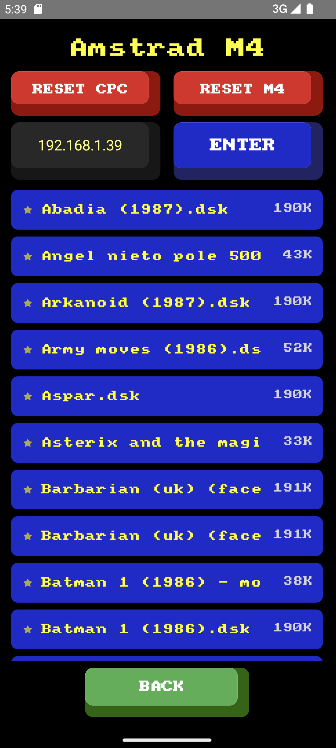 5:39 3G
Amstrad M4
RESET CPC RESET M4
192.168.1.39 ENTER
Abadia (1987).dsk 190K
Angel nieto pole 500 43K
Arkanoid (1987).dsk 190K
Army moves (1986).ds 52K
Aspar.dsk 190K
Asterix and the magi 33K
Barbarian (uk) (face 191K
Barbarian (uk) (face 191K
Batman 1 (1986) - mo 38K
Batman 1 (1986).dsk 190K
BACK